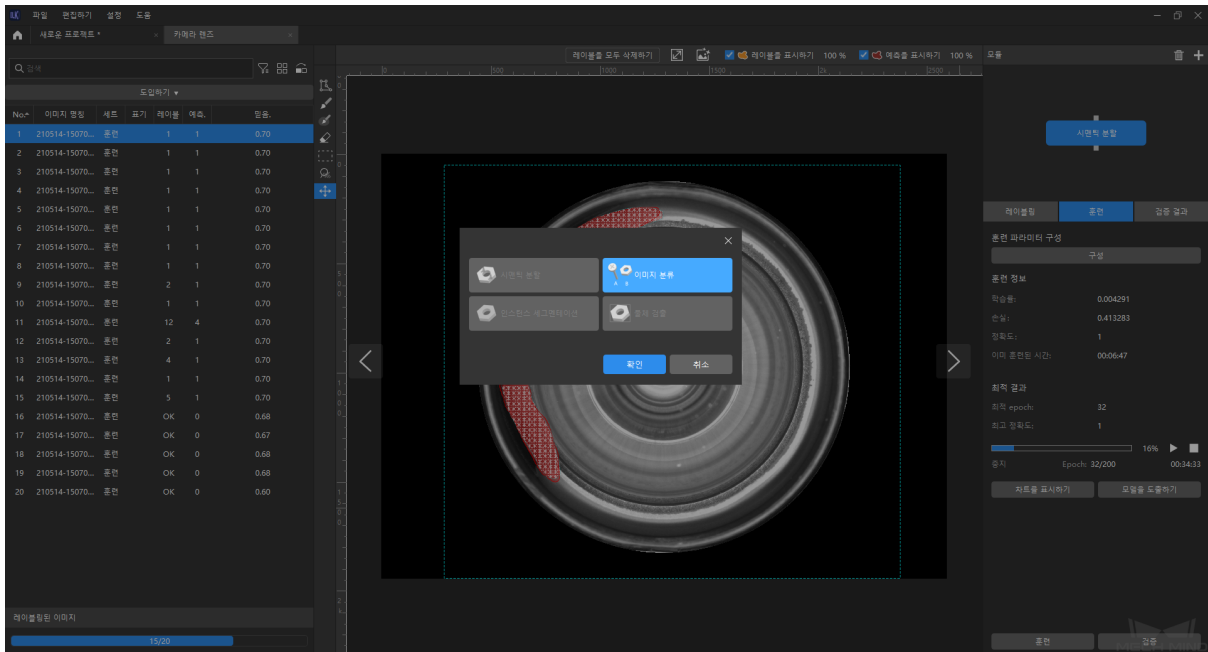 파일 편집하기 설정 도움
새로운 프로젝트 *
카메라 렌즈
검색
도입하기
No. 이미지 명칭 세트 표기 레이블 예측. 믿음.
1 210514-15070... 훈련 1 1 0.70
2 210514-15070... 훈련 1 1 0.70
3 210514-15070... 훈련 1 1 0.70
4 210514-15070... 훈련 1 1 0.70
5 210514-15070... 훈련 1 1 0.70
6 210514-15070... 훈련 1 1 0.70
7 210514-15070... 훈련 1 1 0.70
8 210514-15070... 훈련 1 1 0.70
9 210514-15070... 훈련 2 1 0.70
10 210514-15070... 훈련 1 1 0.70
11 210514-15070... 훈련 12 4 0.70
12 210514-15070... 훈련 2 1 0.70
13 210514-15070... 훈련 4 1 0.70
14 210514-15070... 훈련 1 1 0.70
15 210514-15070... 훈련 5 1 0.70
16 210514-15070... 훈련 OK 0 0.68
17 210514-15070... 훈련 OK 0 0.67
18 210514-15070... 훈련 OK 0 0.68
19 210514-15070... 훈련 OK 0 0.68
20 210514-15070... 훈련 OK 0 0.60
레이블링된 이미지
15/20
레이블을 모두 삭제하기
레이블을 표시하기 100 %
예측을 표시하기 100 %
0 500 1000 1500 2k 2500
시맨틱 분할
이미지 분류
A B
인스턴스 세그먼테이션
확인
취소
모듈
시맨틱 분할
레이블링 훈련 검증 결과
훈련 파라미터 구성
구성
훈련 정보
학습율: 0.004291
손실: 0.413283
정확도: 1
이미 훈련된 시간: 00:06:47
최적 결과
최적 epoch: 32
최고 정확도: 1
16%
중지 Epoch: 32/200 00:34:33
차트를 표시하기
모델을 도출하기
훈련
검증